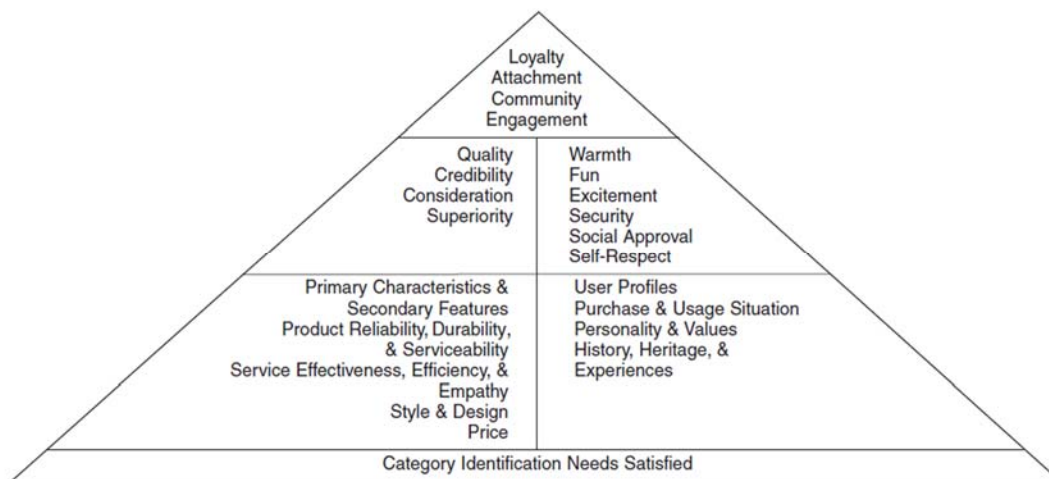 Loyalty
Attachment
Community
Engagement
Quality
Credibility
Consideration
Superiority
Warmth
Fun
Excitement
Security
Social Approval
Self-Respect
Primary Characteristics &
Secondary Features
Product Reliability, Durability,
& Serviceability
Service Effectiveness, Efficiency, &
Empathy
Style & Design
Price
User Profiles
Purchase & Usage Situation
Personality & Values
History, Heritage, &
Experiences
Category Identification Needs Satisfied